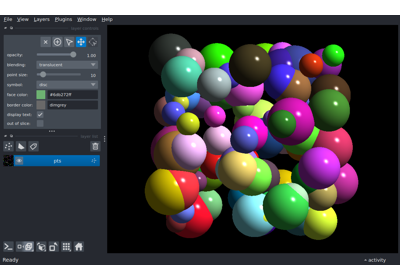 File View Layers Plugins Window Help
opacity: 1.00
blending: translucent
point size: 10
symbol: disc
face color: #6db272ff
border color: dimgrey
display text:
out of slice:
pts
Ready
activity